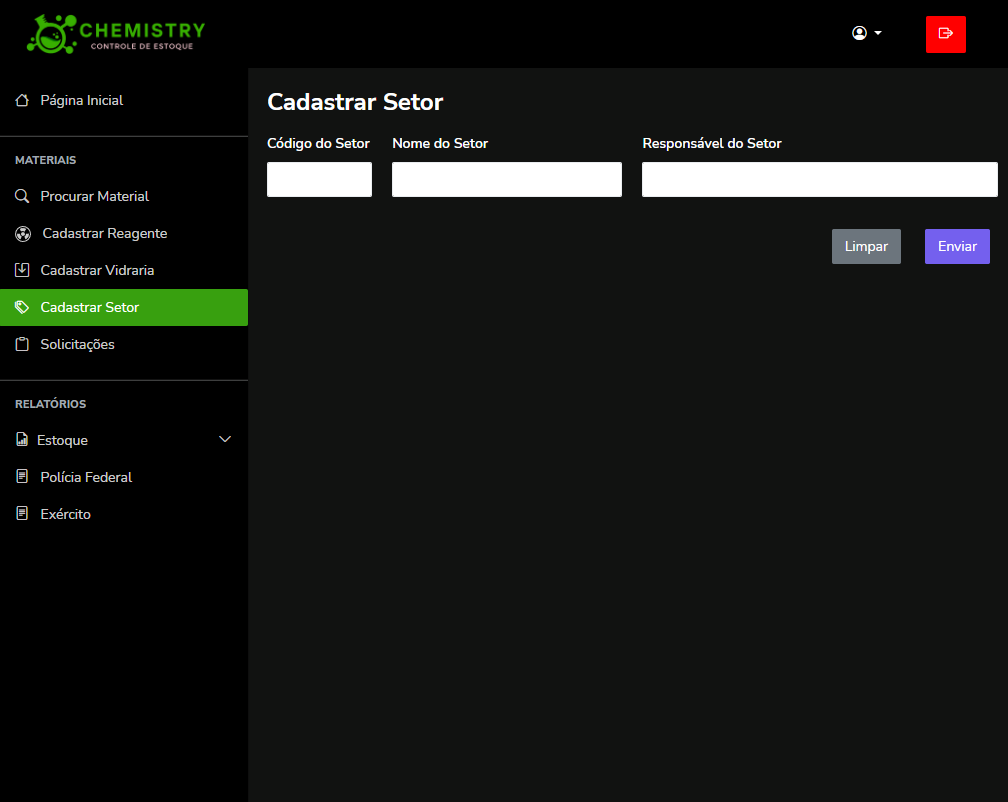 CHEMISTRY
CONTROLE DE ESTOQUE
Página Inicial
MATERIAIS
Procurar Material
Cadastrar Reagente
Cadastrar Vidraria
Cadastrar Setor
Solicitações
RELATÓRIOS
Estoque
Polícia Federal
Exército
Cadastrar Setor
Código do Setor Nome do Setor Responsável do Setor
Limpar Enviar